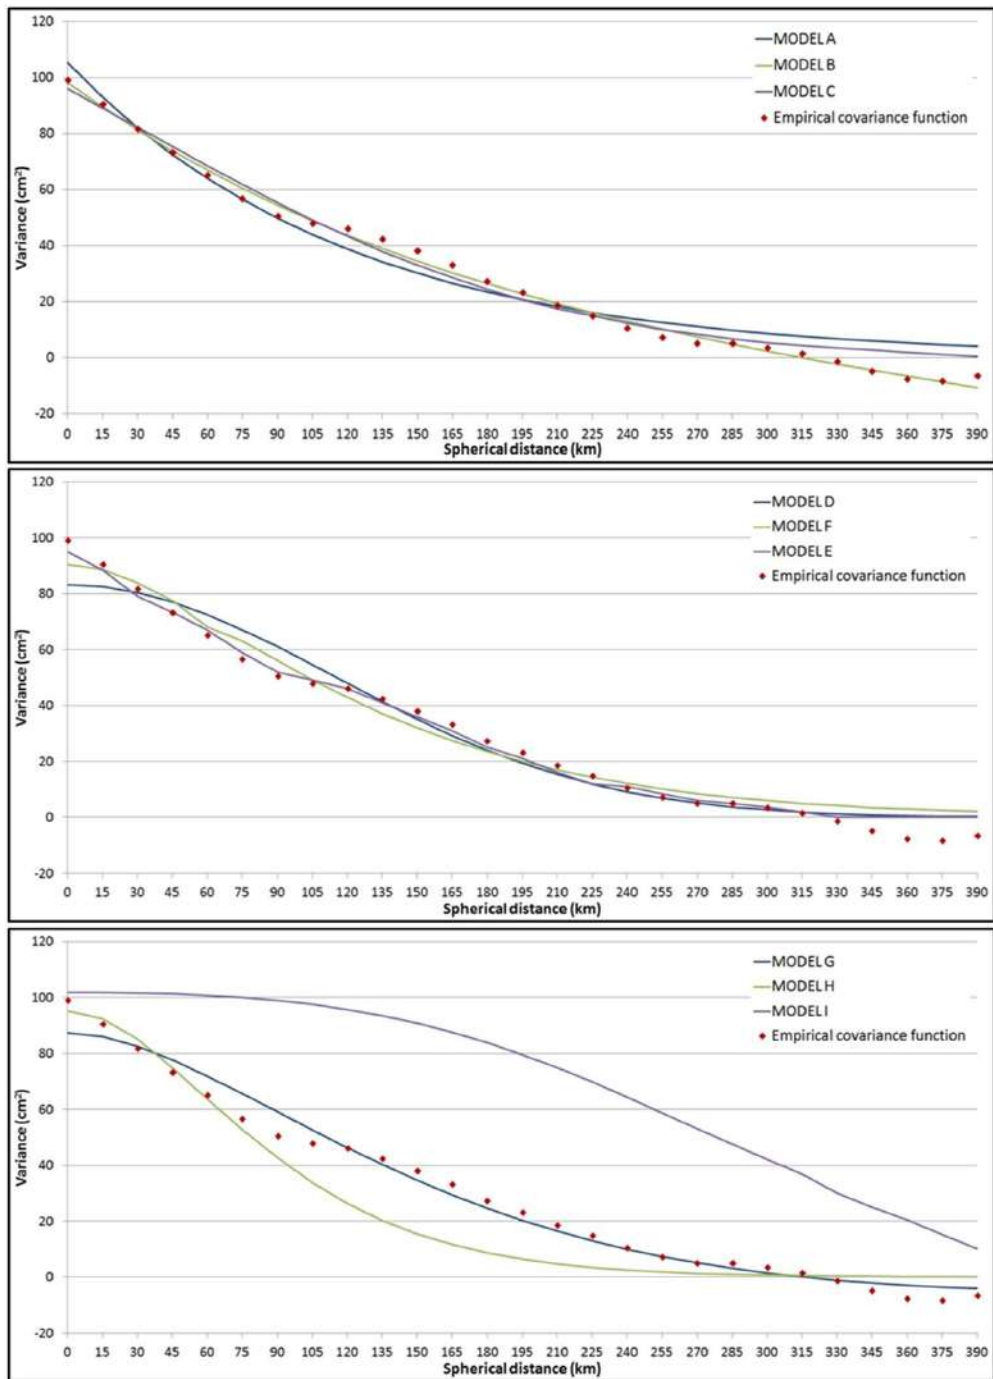 120
100
80
60
40
20
0
-20
Variance (cm²)
MODEL A
MODEL B
MODEL C
Empirical covariance function
0 15 30 45 60 75 90 105 120 135 150 165 180 195 210 225 240 255 270 285 300 315 330 345 360 375 390
Spherical distance (km)
120
100
80
60
40
20
0
-20
Variance (cm²)
MODEL D
MODEL F
MODEL E
Empirical covariance function
0 15 30 45 60 75 90 105 120 135 150 165 180 195 210 225 240 255 270 285 300 315 330 345 360 375 390
Spherical distance (km)
120
100
80
60
40
20
0
-20
Variance (cm²)
MODEL G
MODEL H
MODEL I
Empirical covariance function
0 15 30 45 60 75 90 105 120 135 150 165 180 195 210 225 240 255 270 285 300 315 330 345 360 375 390
Spherical distance (km)